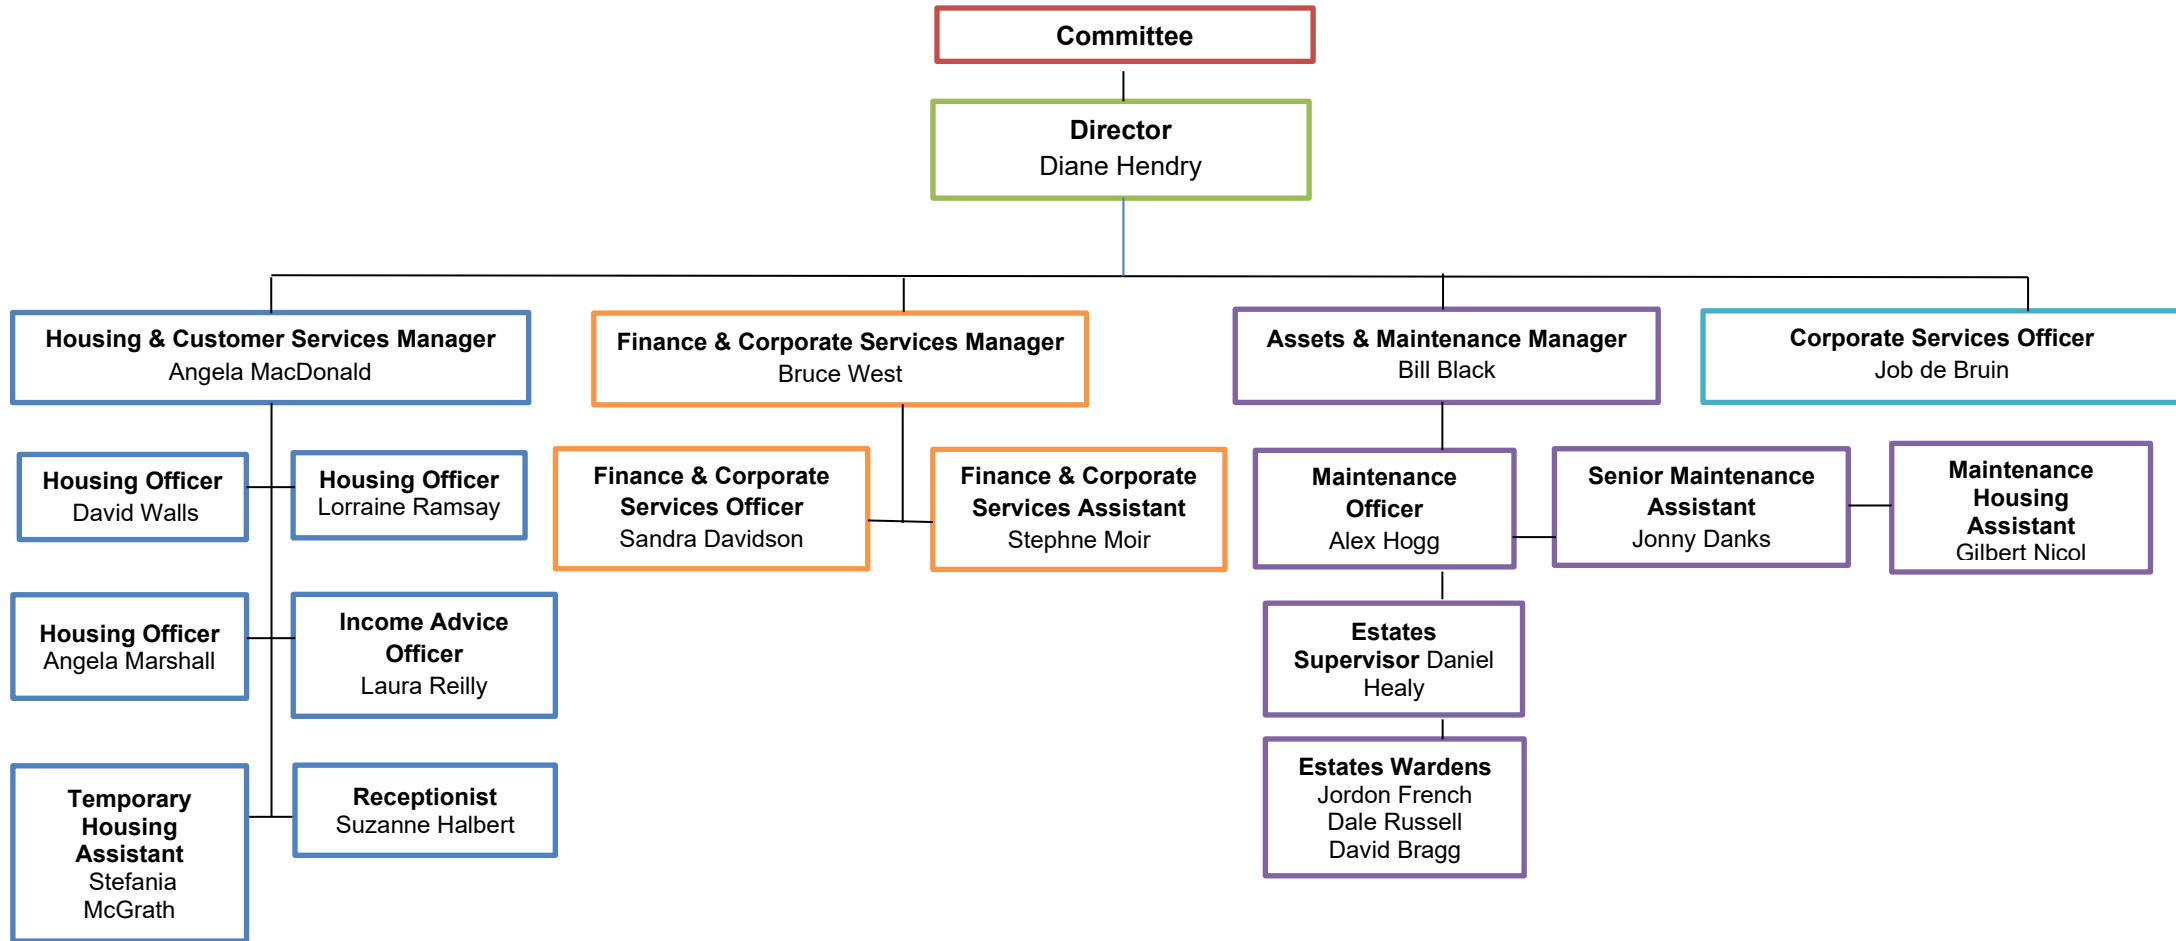 Committee
Director
Diane Hendry
Housing & Customer Services Manager
Angela MacDonald
Finance & Corporate Services Manager
Bruce West
Assets & Maintenance Manager
Bill Black
Corporate Services Officer
Job de Bruin
Housing Officer
David Walls
Housing Officer
Lorraine Ramsay
Finance & Corporate
Services Officer
Sandra Davidson
Finance & Corporate
Services Assistant
Stephne Moir
Maintenance
Officer
Alex Hogg
Senior Maintenance
Assistant
Jonny Danks
Maintenance
Housing
Assistant
Gilbert Nicol
Housing Officer
Angela Marshall
Income Advice
Officer
Laura Reilly
Estates
Supervisor Daniel
Healy
Temporary
Housing
Assistant
Stefania
McGrath
Receptionist
Suzanne Halbert
Estates Wardens
Jordon French
Dale Russell
David Bragg